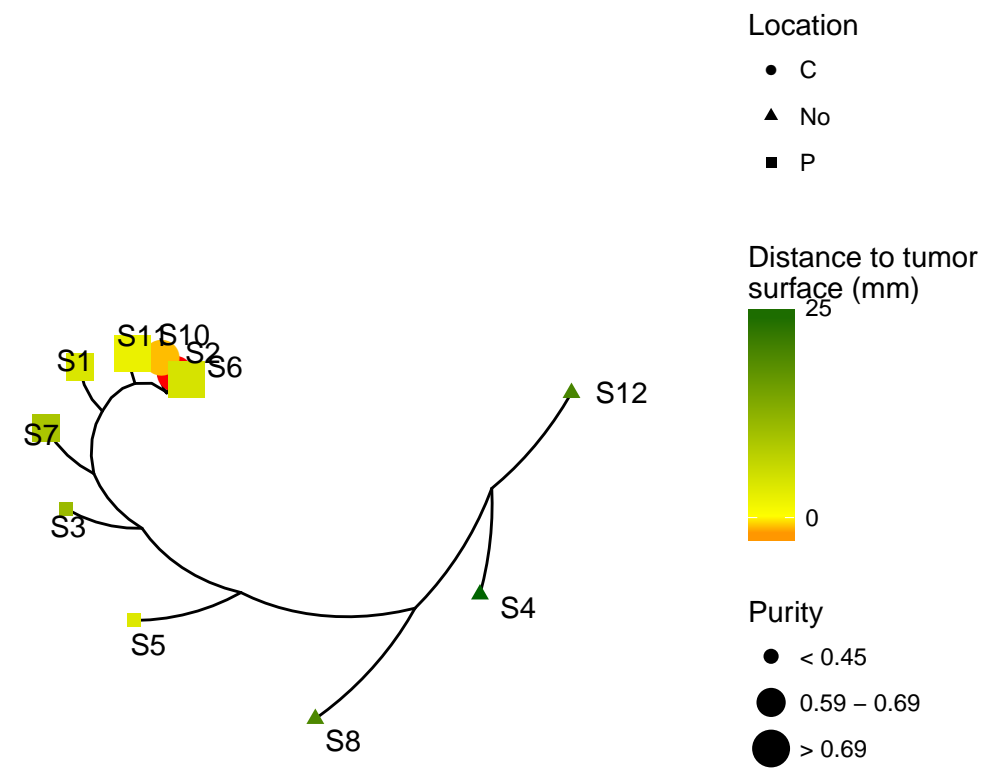 Location
C
No
P
Distance to tumor
surface (mm)
25
0
Purity
< 0.45
0.59 – 0.69
> 0.69
S11
S10
S2
S6
S1
S7
S3
S5
S8
S4
S12